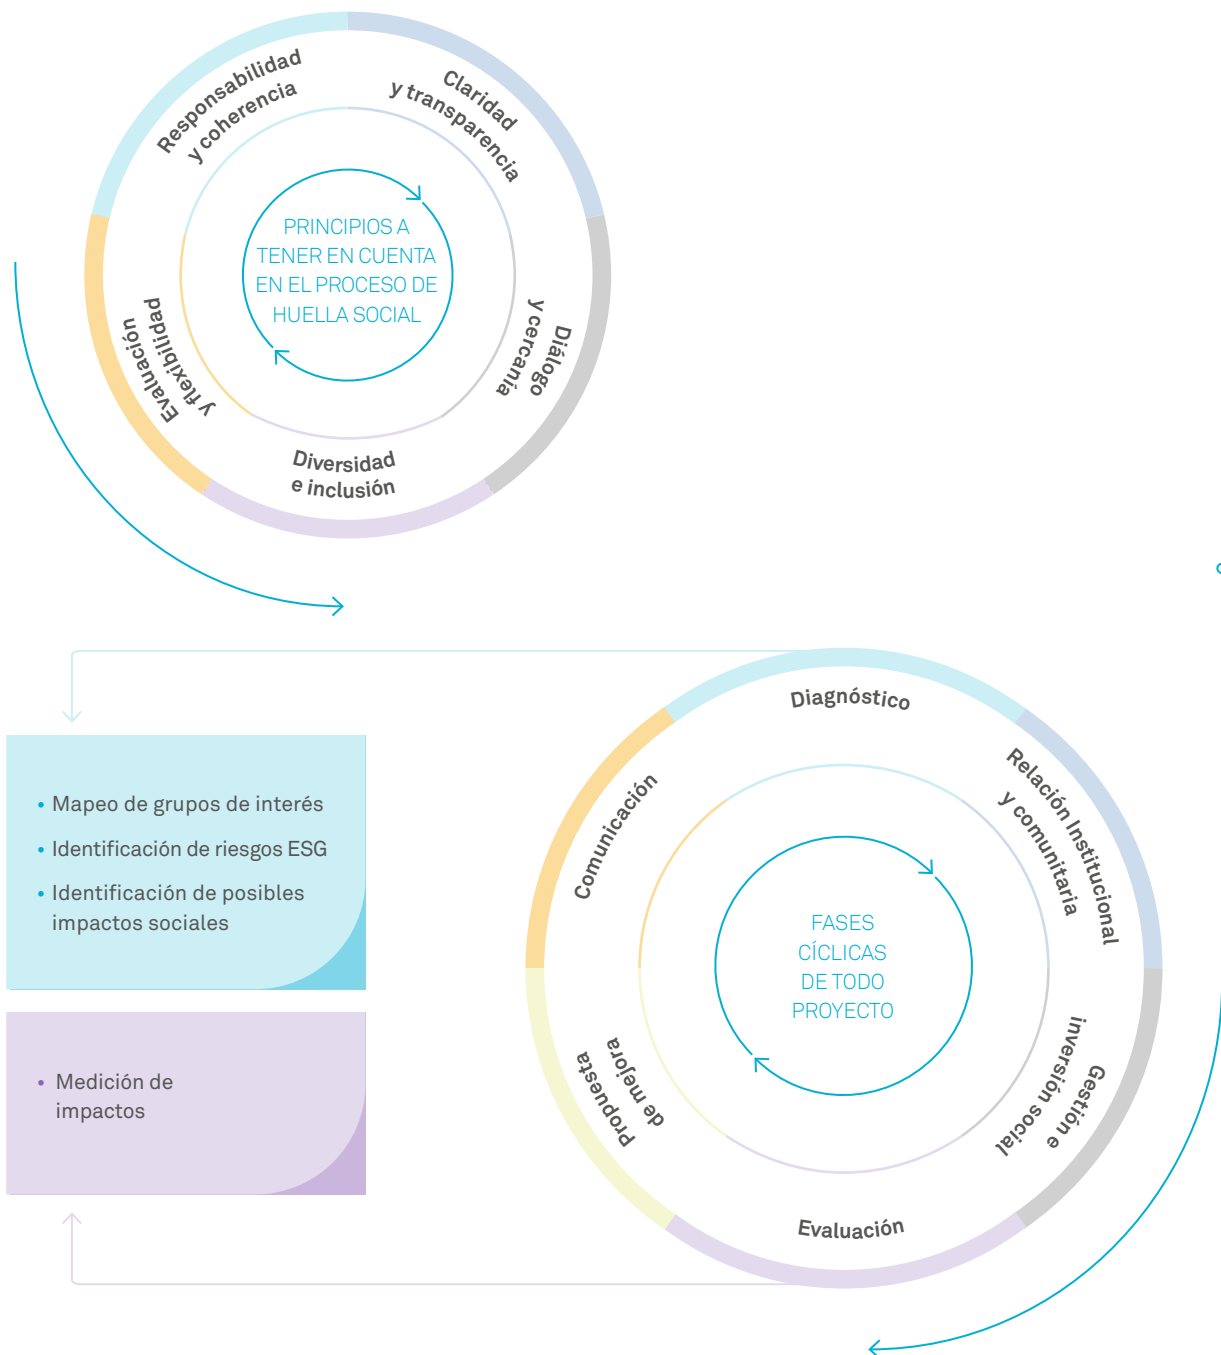 Responsabilidad
y coherencia
Claridad
y transparencia
Diálogo
y cercanía
Diversidad
e inclusión
Evaluación
y flexibilidad
PRINCIPIOS A
TENER EN CUENTA
EN EL PROCESO DE
HUELLA SOCIAL
Diagnóstico
Relación Institucional
y comunitaria
Gestión e
inversión social
Evaluación
Propuesta
de mejora
Comunicación
FASES
CÍCLICAS
DE TODO
PROYECTO
• Mapeo de grupos de interés
• Identificación de riesgos ESG
• Identificación de posibles
impactos sociales
• Medición de
impactos